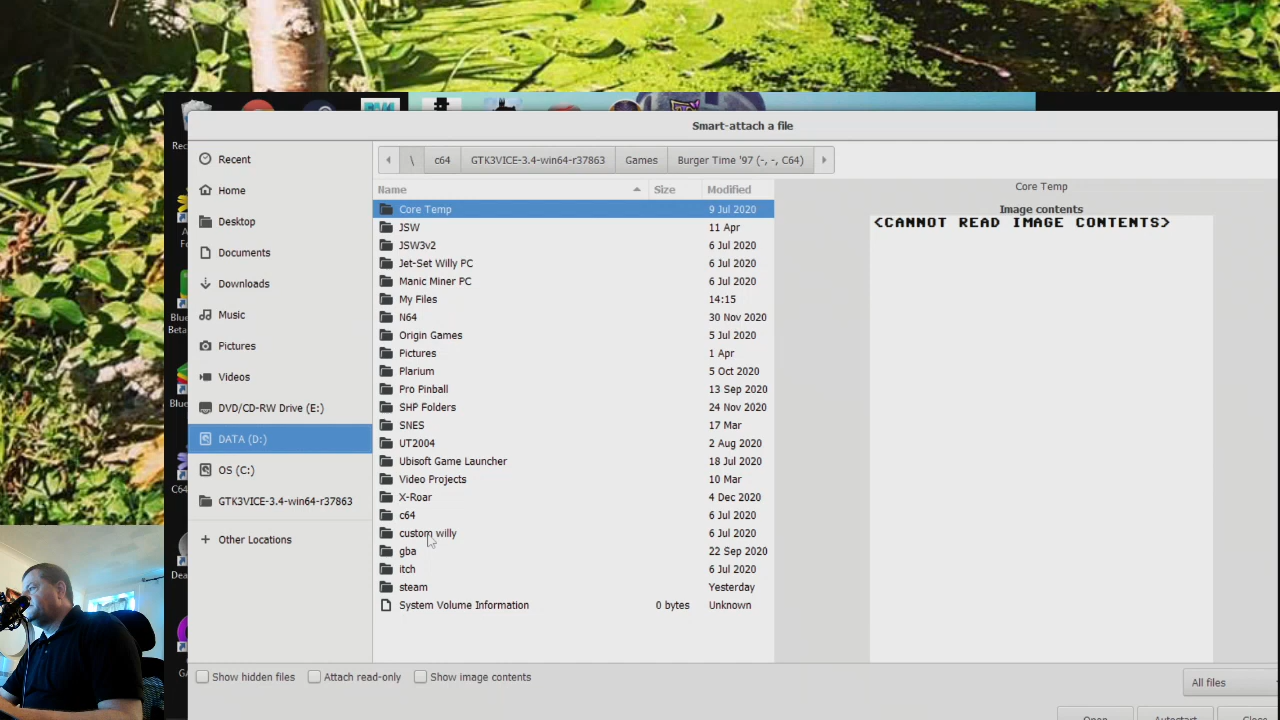 Smart-attach a file
Rec
Recent
Home
Desktop
Documents
Downloads
Music
Pictures
Videos
DVD/CD-RW Drive (E:)
DATA (D:)
OS (C:)
GTK3VICE-3.4-win64-r37863
Other Locations
\ c64 GTK3VICE-3.4-win64-r37863 Games Burger Time '97 (-, -, C64)
Name Size Modified
Core Temp 9 Jul 2020
JSW 11 Apr
JSW3v2 6 Jul 2020
Jet-Set Willy PC 6 Jul 2020
Manic Miner PC 6 Jul 2020
My Files 14:15
N64 30 Nov 2020
Origin Games 5 Jul 2020
Pictures 1 Apr
Plarium 5 Oct 2020
Pro Pinball 13 Sep 2020
SHP Folders 24 Nov 2020
SNES 17 Mar
UT2004 2 Aug 2020
Ubisoft Game Launcher 18 Jul 2020
Video Projects 10 Mar
X-Roar 4 Dec 2020
c64 6 Jul 2020
custom willy 6 Jul 2020
gba 22 Sep 2020
itch 6 Jul 2020
steam Yesterday
System Volume Information 0 bytes Unknown
Core Temp
Image contents
<CANNOT READ IMAGE CONTENTS>
Show hidden files Attach read-only Show image contents
All files
Open Autostart Close